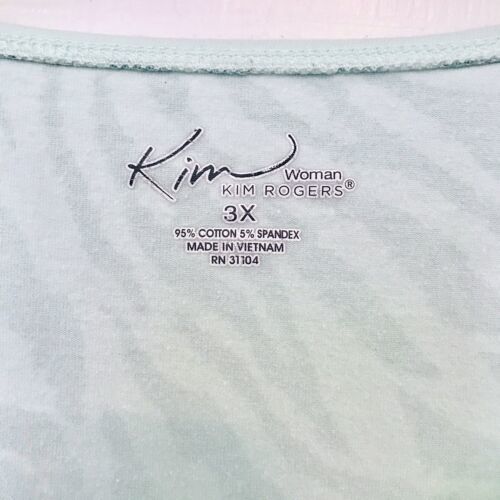 Kim Woman
KIM ROGERS®
3X
95% COTTON 5% SPANDEX
MADE IN VIETNAM
RN 31104